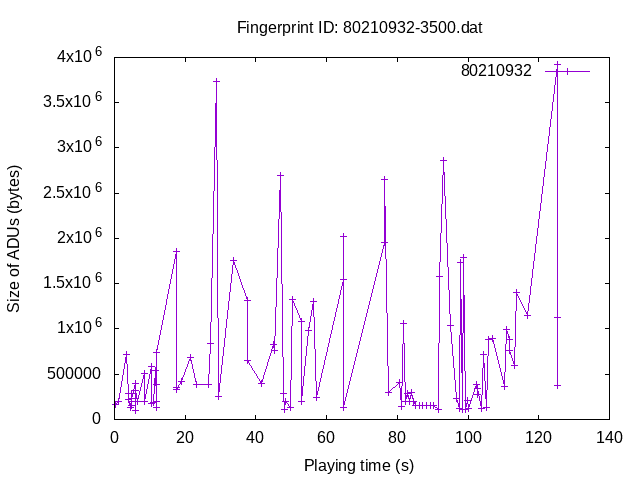 Fingerprint ID: 80210932-3500.dat
4x10^6
80210932
3.5x10^6
3x10^6
2.5x10^6
2x10^6
1.5x10^6
1x10^6
500000
0
Size of ADUs (bytes)
0 20 40 60 80 100 120 140
Playing time (s)